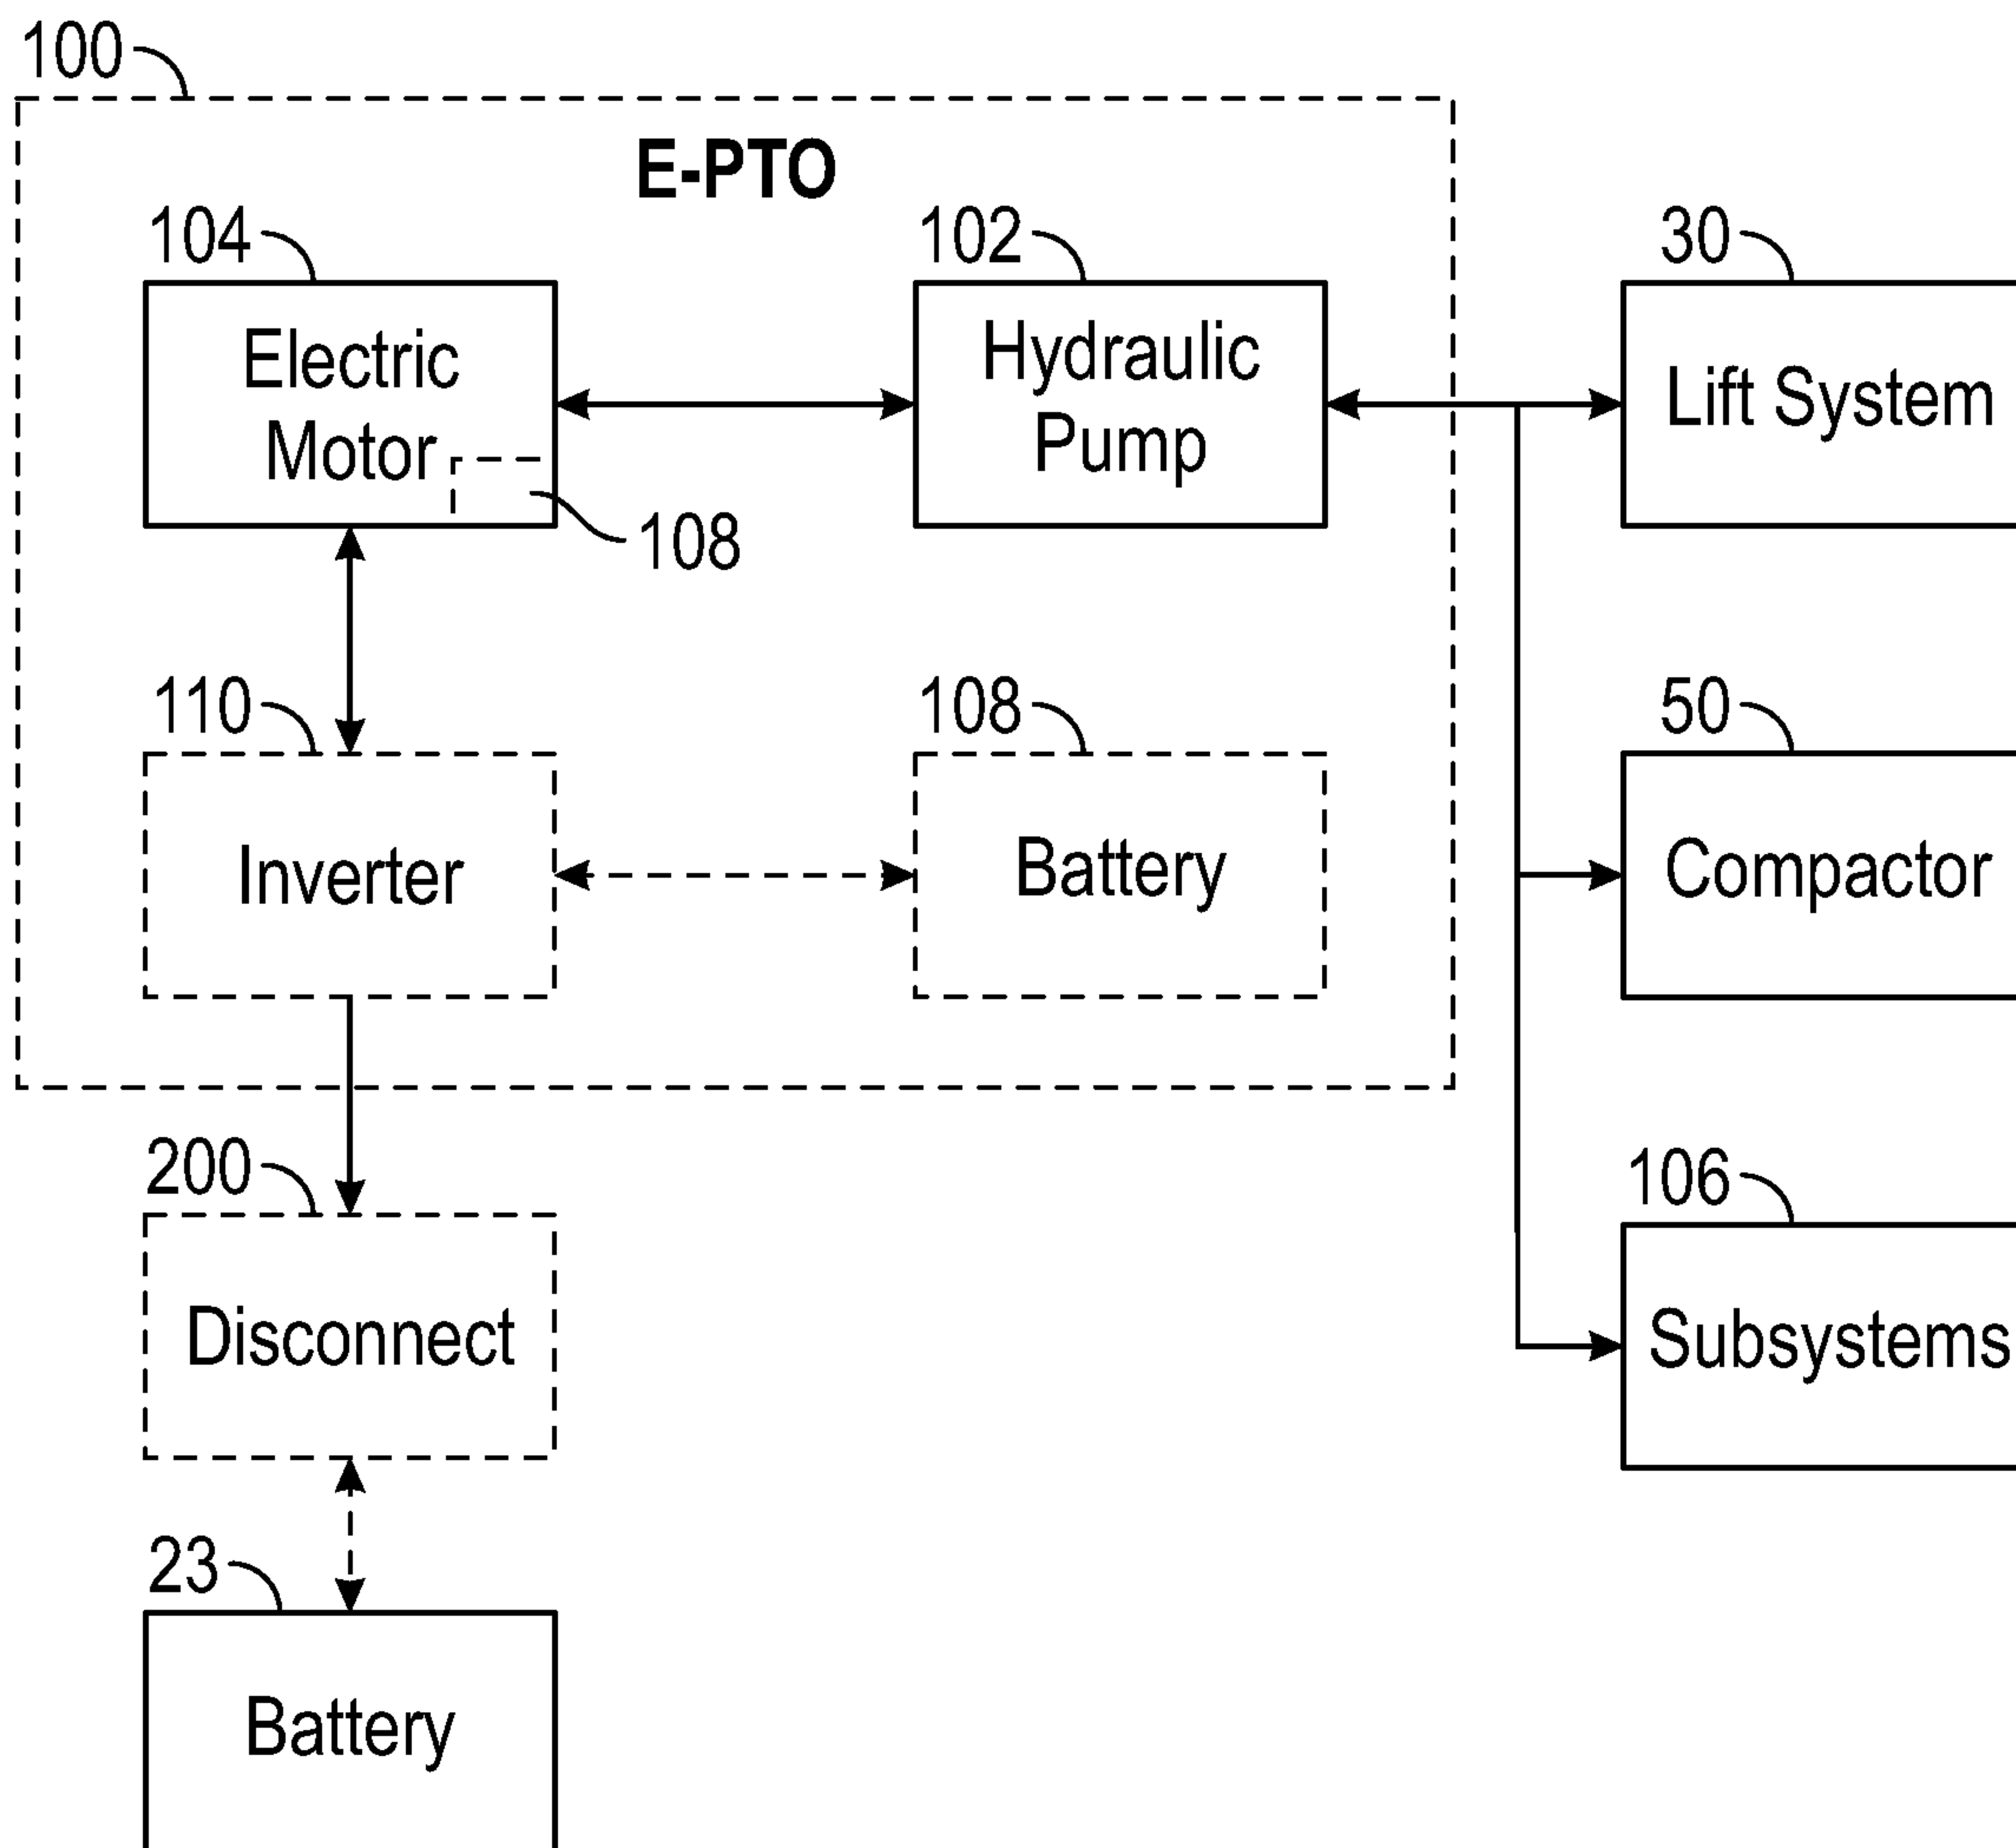 100
E-PTO
104
Electric
Motor
108
102
Hydraulic
Pump
30
Lift System
110
Inverter
108
Battery
50
Compactor
200
Disconnect
106
Subsystems
23
Battery